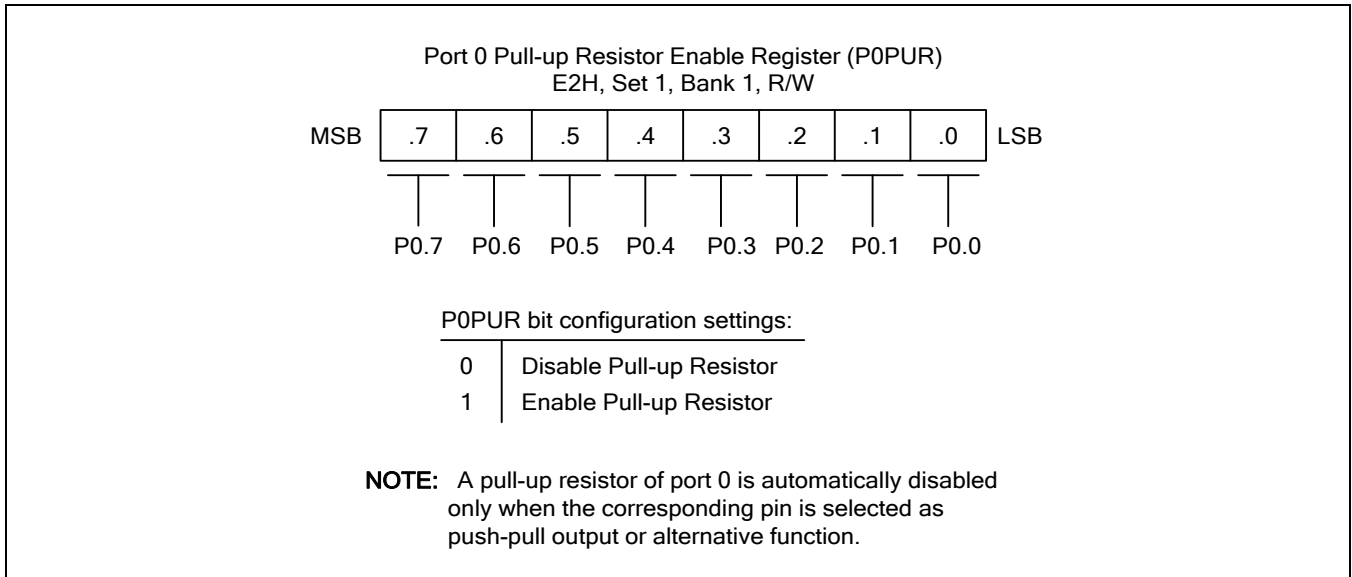 Port 0 Pull-up Resistor Enable Register (P0PUR)
E2H, Set 1, Bank 1, R/W
MSB .7 .6 .5 .4 .3 .2 .1 .0 LSB
P0.7 P0.6 P0.5 P0.4 P0.3 P0.2 P0.1 P0.0
P0PUR bit configuration settings:
0 Disable Pull-up Resistor
1 Enable Pull-up Resistor
NOTE: A pull-up resistor of port 0 is automatically disabled
only when the corresponding pin is selected as
push-pull output or alternative function.